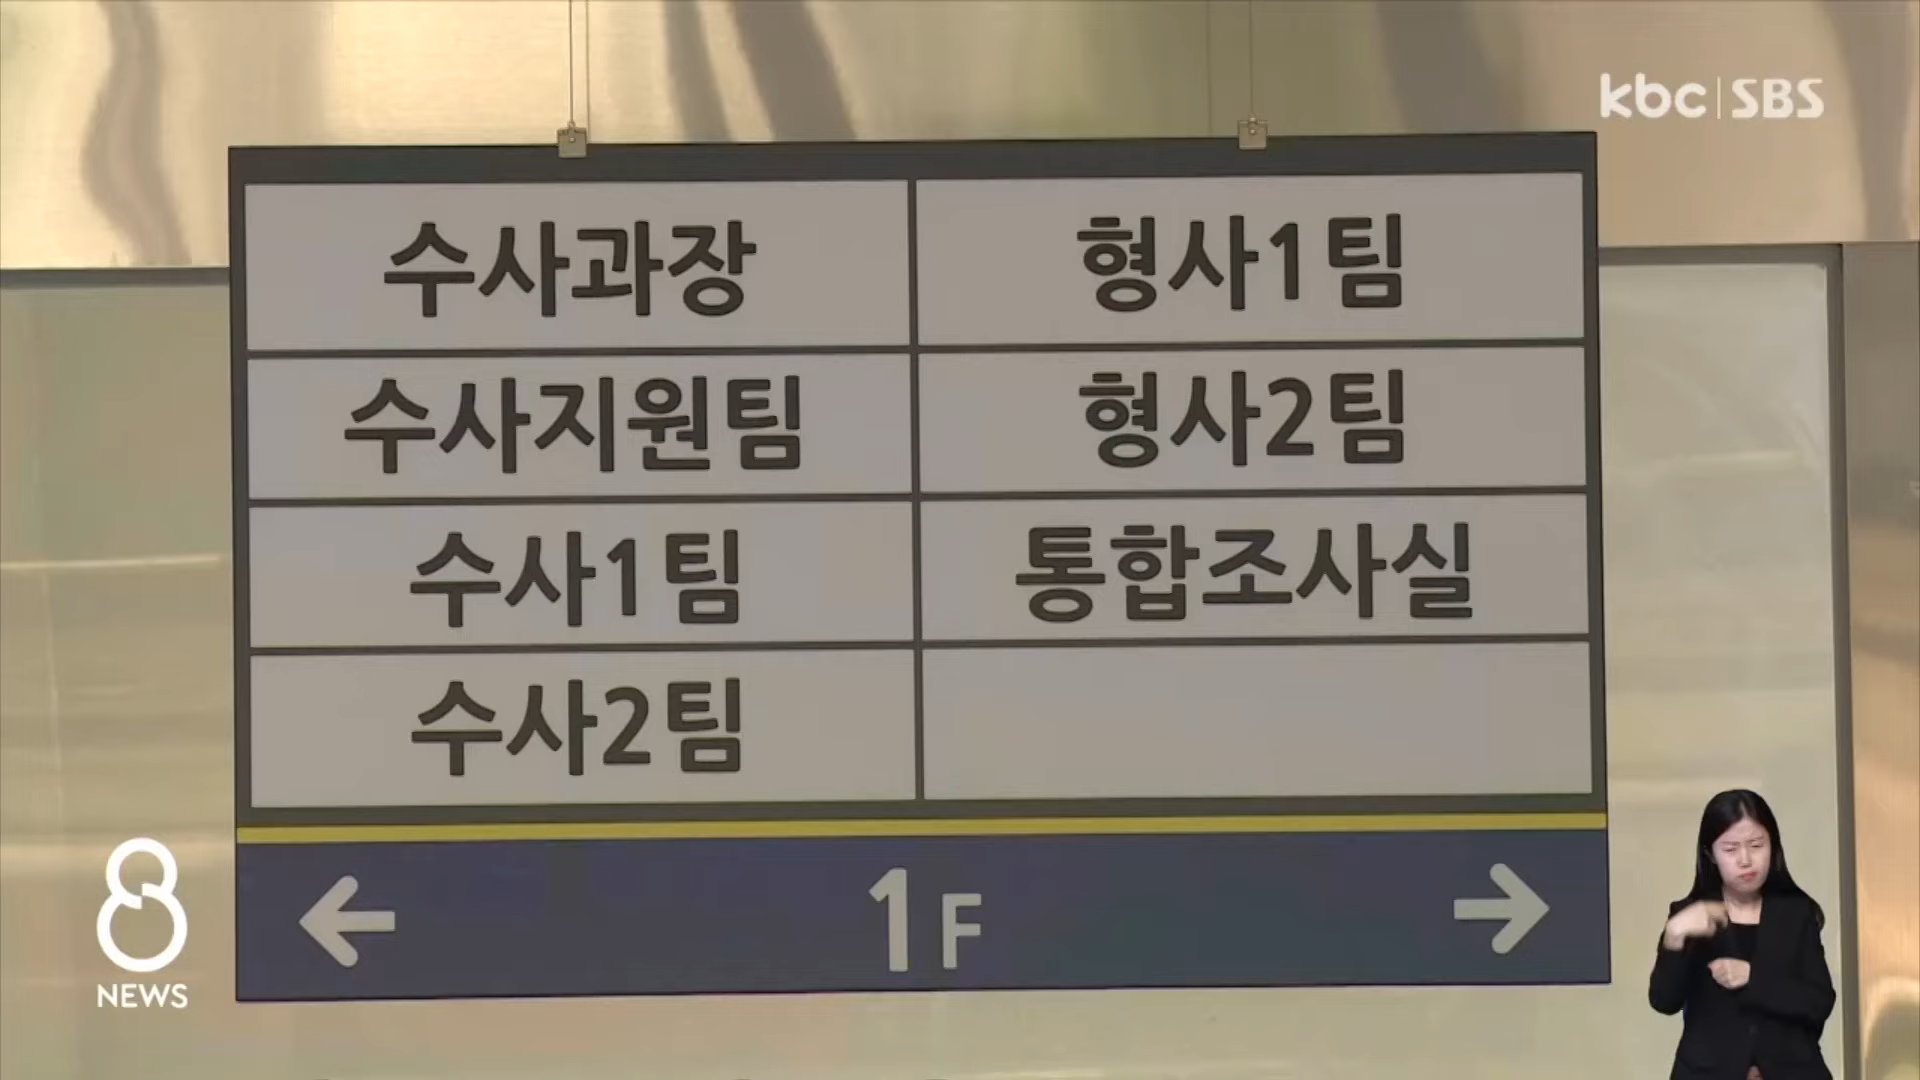 kbc | SBS
수사과장
형사1팀
수사지원팀
형사2팀
수사1팀
통합조사실
수사2팀
← 1F →
8
NEWS